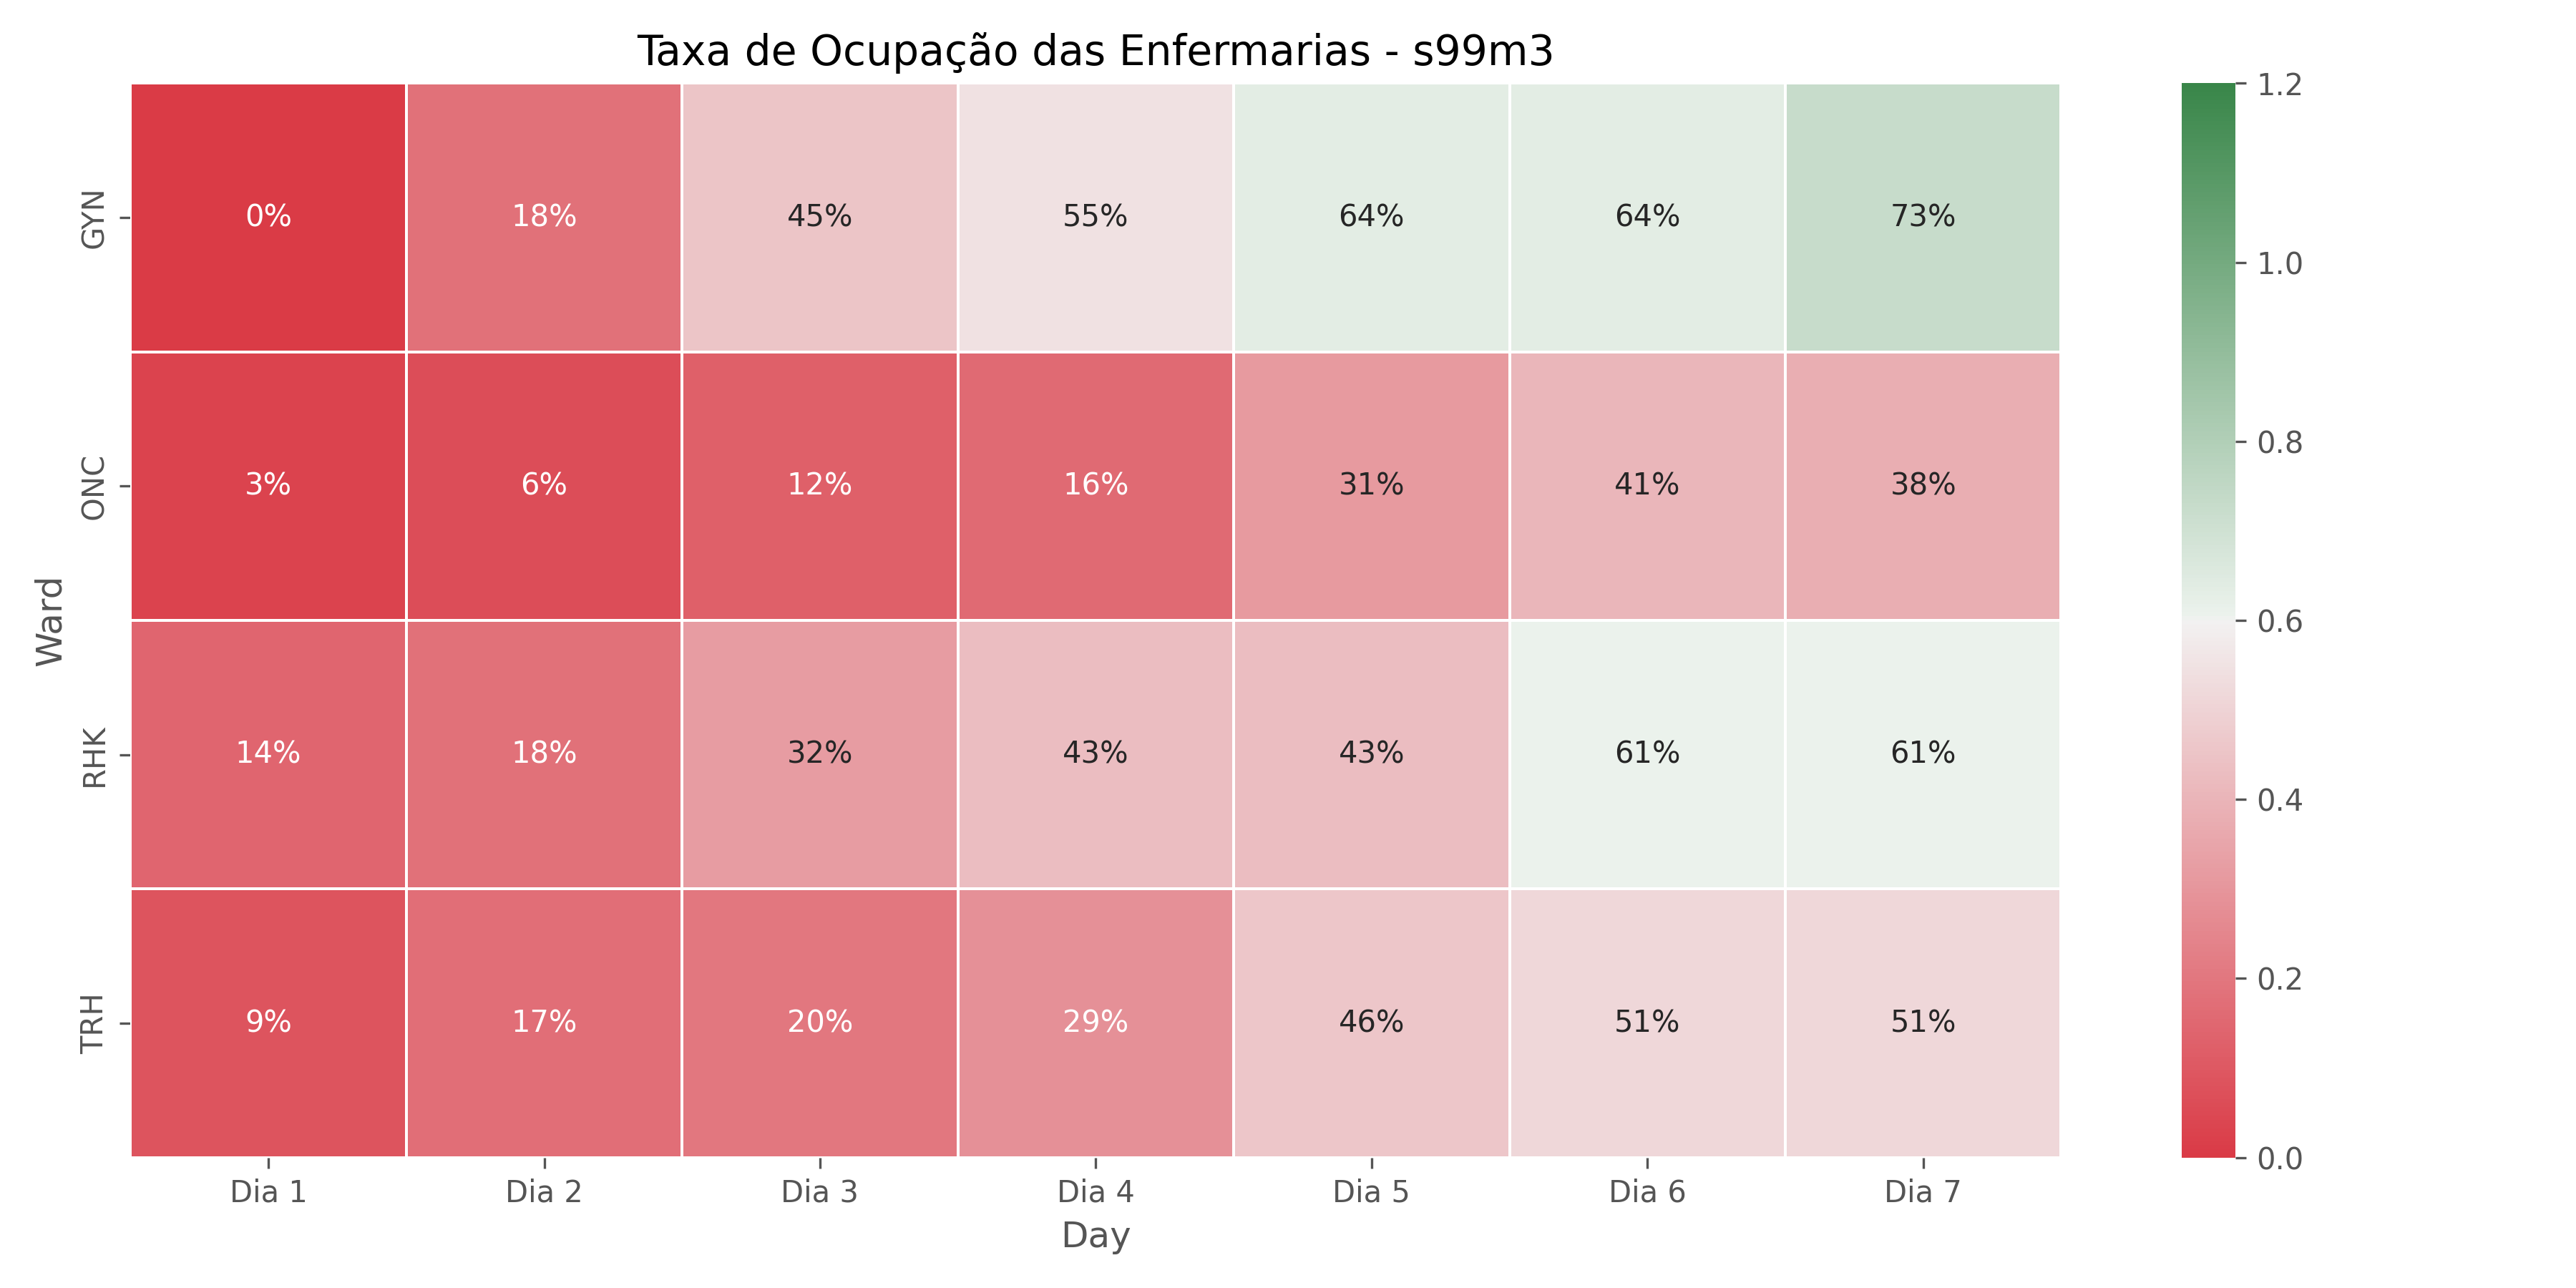 Taxa de Ocupação das Enfermarias - s99m3
Ward
GYN 0% 18% 45% 55% 64% 64% 73%
ONC 3% 6% 12% 16% 31% 41% 38%
RHK 14% 18% 32% 43% 43% 61% 61%
TRH 9% 17% 20% 29% 46% 51% 51%
Dia 1 Dia 2 Dia 3 Dia 4 Dia 5 Dia 6 Dia 7
Day
1.2
1.0
0.8
0.6
0.4
0.2
0.0